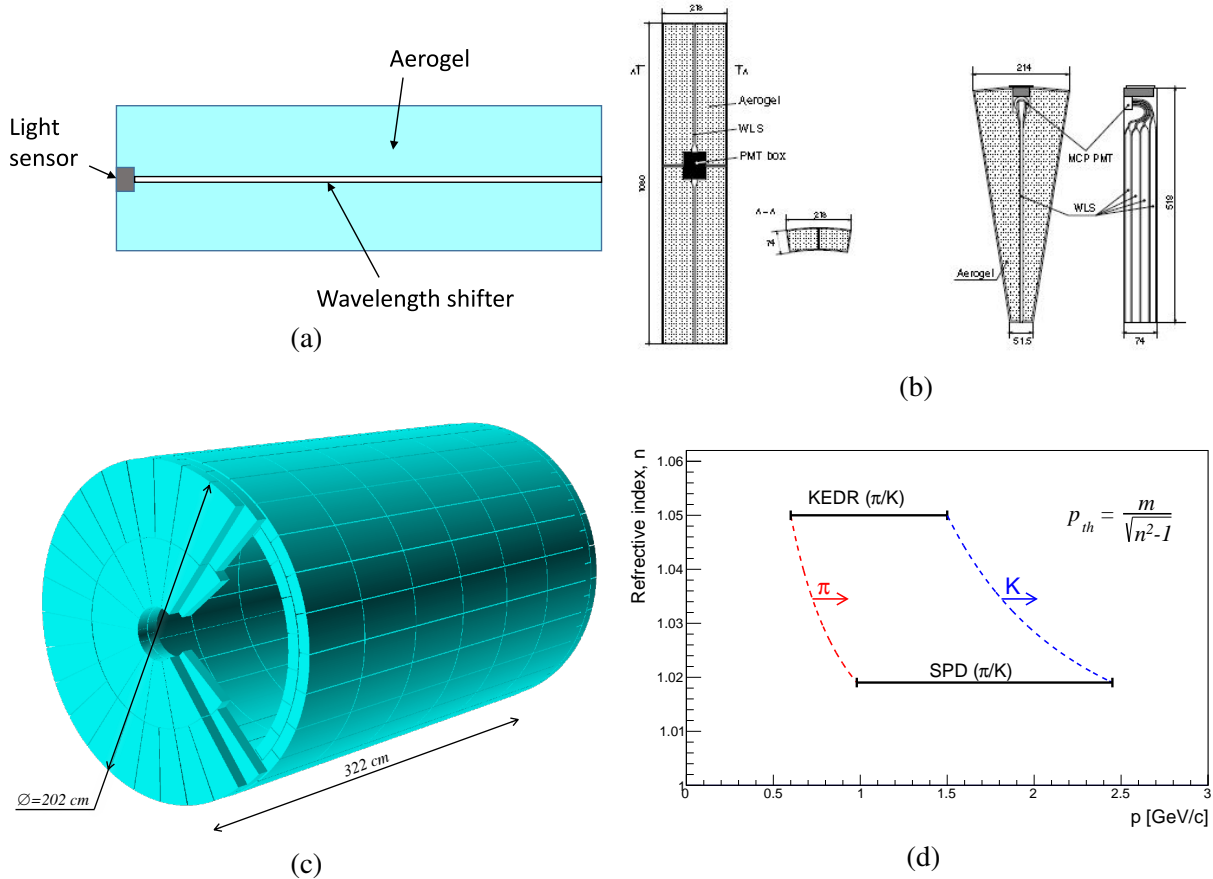 Aerogel
Light
sensor
Wavelength shifter
(a)
218
1080
Aerogel
WLS
PMT box
A – A
218
74
214
MCP PMT
WLS
Aerogel
518
51.5
74
(b)
322 cm
Ø=202 cm
(c)
Refrective index, n
1.06
1.05
1.04
1.03
1.02
1.01
1
KEDR (π/K)
p th = m / √n²-1
π
K
SPD (π/K)
0 0.5 1 1.5 2 2.5 3
p [GeV/c]
(d)